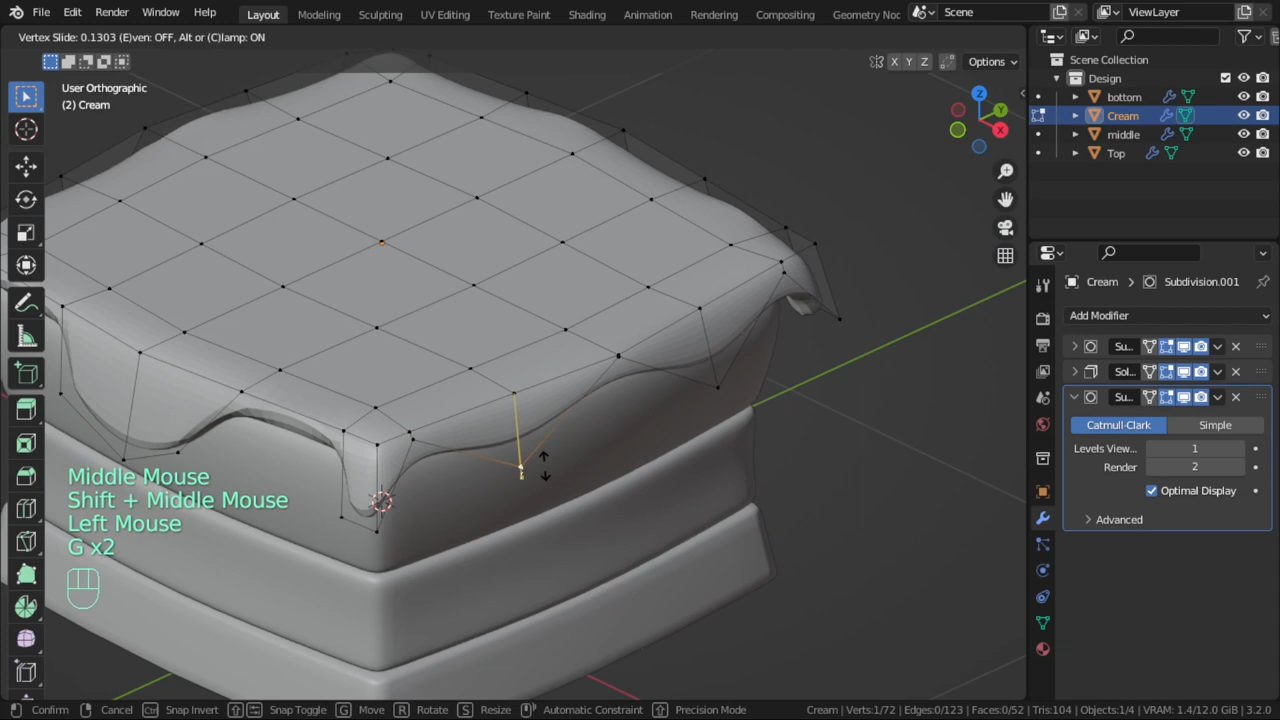 File Edit Render Window Help Layout Modeling Sculpting UV Editing Texture Paint Shading Animation Rendering Compositing Geometry Noc Scene ViewLayer
Vertex Slide: 0.1303 (E)ven: OFF, Alt or (C)lamp: ON
X Y Z Options
User Orthographic
(2) Cream
Z
Y
X
Scene Collection
Design
bottom
Cream
middle
Top
Cream > Subdivision.001
Add Modifier
Su...
Sol...
Su...
Catmull-Clark Simple
Levels View... 1
Render 2
Optimal Display
Advanced
Middle Mouse
Shift + Middle Mouse
Left Mouse
G x2
Confirm Cancel Ctrl Snap Invert Snap Toggle G Move R Rotate S Resize Automatic Constraint Precision Mode Cream | Verts:1/72 | Edges:0/123 | Faces:0/52 | Tris:104 | Objects:1/4 | VRAM: 1.4/12.0 GiB | 3.2.0